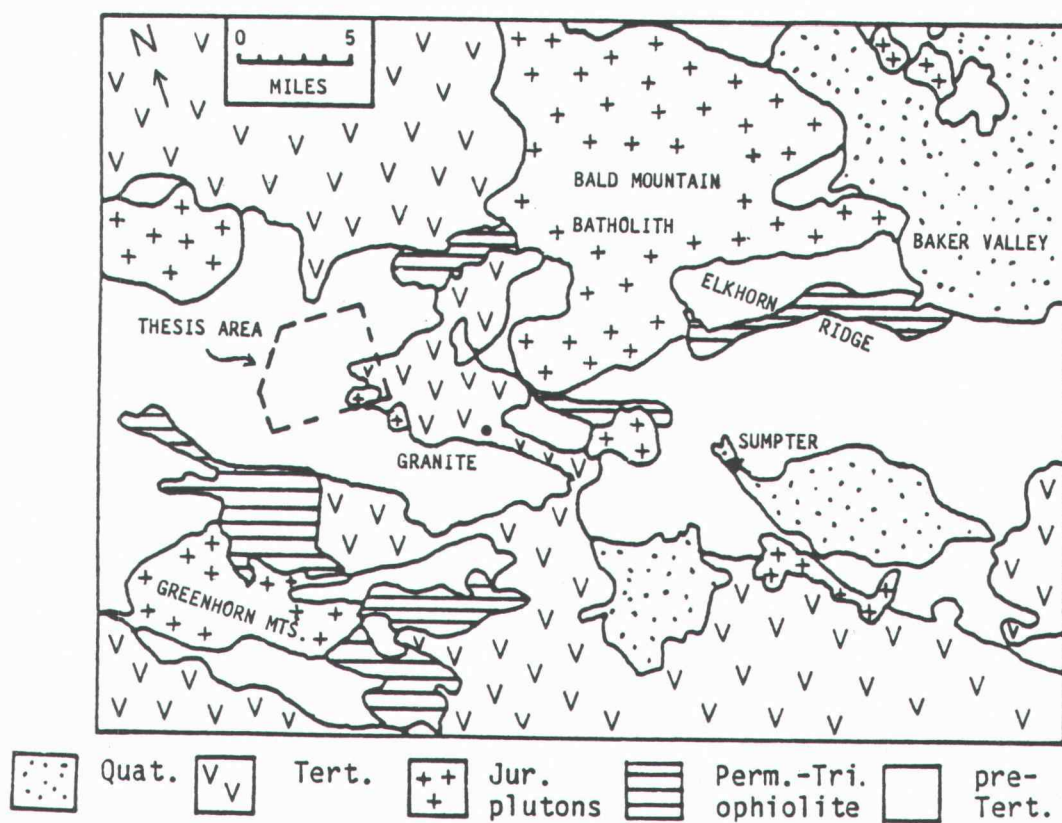 N
0 5
MILES
BALD MOUNTAIN
BATHOLITH
BAKER VALLEY
ELKHORN
RIDGE
THESIS AREA
SUMPTER
GRANITE
GREENHORN MTS.
Quat.
Tert.
Jur.
plutons
Perm.-Tri.
ophiolite
pre-
Tert.